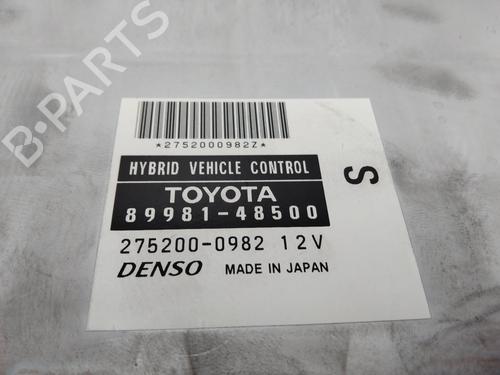 B-PARTS
*2752000982Z*
HYBRID VEHICLE CONTROL
TOYOTA
89981-48500
275200-0982 12V
DENSO MADE IN JAPAN
S